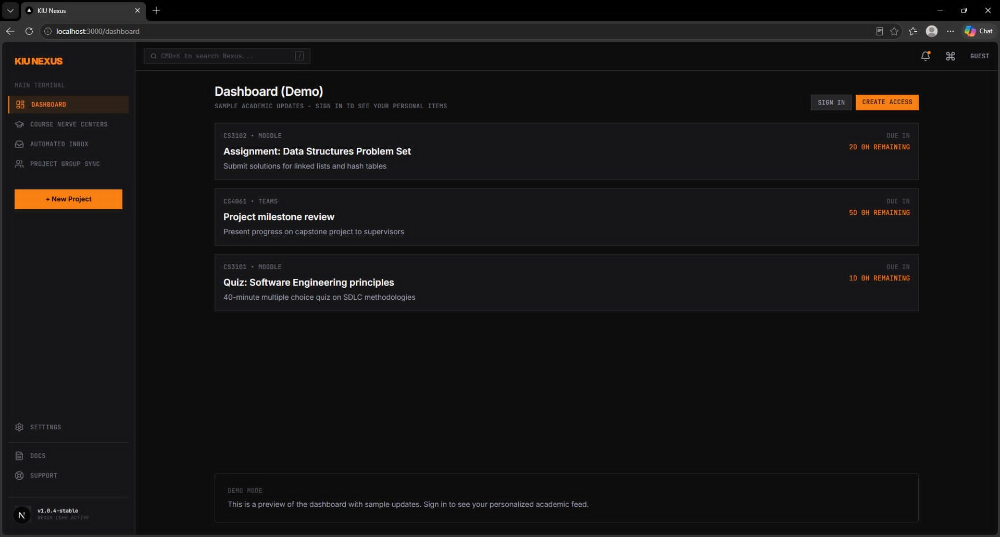 KIU Nexus
localhost:3000/dashboard
Chat
KIU NEXUS
MAIN TERMINAL
DASHBOARD
COURSE NERVE CENTERS
AUTOMATED INBOX
PROJECT GROUP SYNC
+ New Project
SETTINGS
DOCS
SUPPORT
N
v1.0.4-stable
NEXUS CORE ACTIVE
CMD+K to search Nexus...
/
GUEST
Dashboard (Demo)
SAMPLE ACADEMIC UPDATES - SIGN IN TO SEE YOUR PERSONAL ITEMS
SIGN IN
CREATE ACCESS
CS3102 • MOODLE
Assignment: Data Structures Problem Set
Submit solutions for linked lists and hash tables
DUE IN
2D 0H REMAINING
CS4061 • TEAMS
Project milestone review
Present progress on capstone project to supervisors
DUE IN
5D 0H REMAINING
CS3101 • MOODLE
Quiz: Software Engineering principles
40-minute multiple choice quiz on SDLC methodologies
DUE IN
1D 0H REMAINING
DEMO MODE
This is a preview of the dashboard with sample updates. Sign in to see your personalized academic feed.